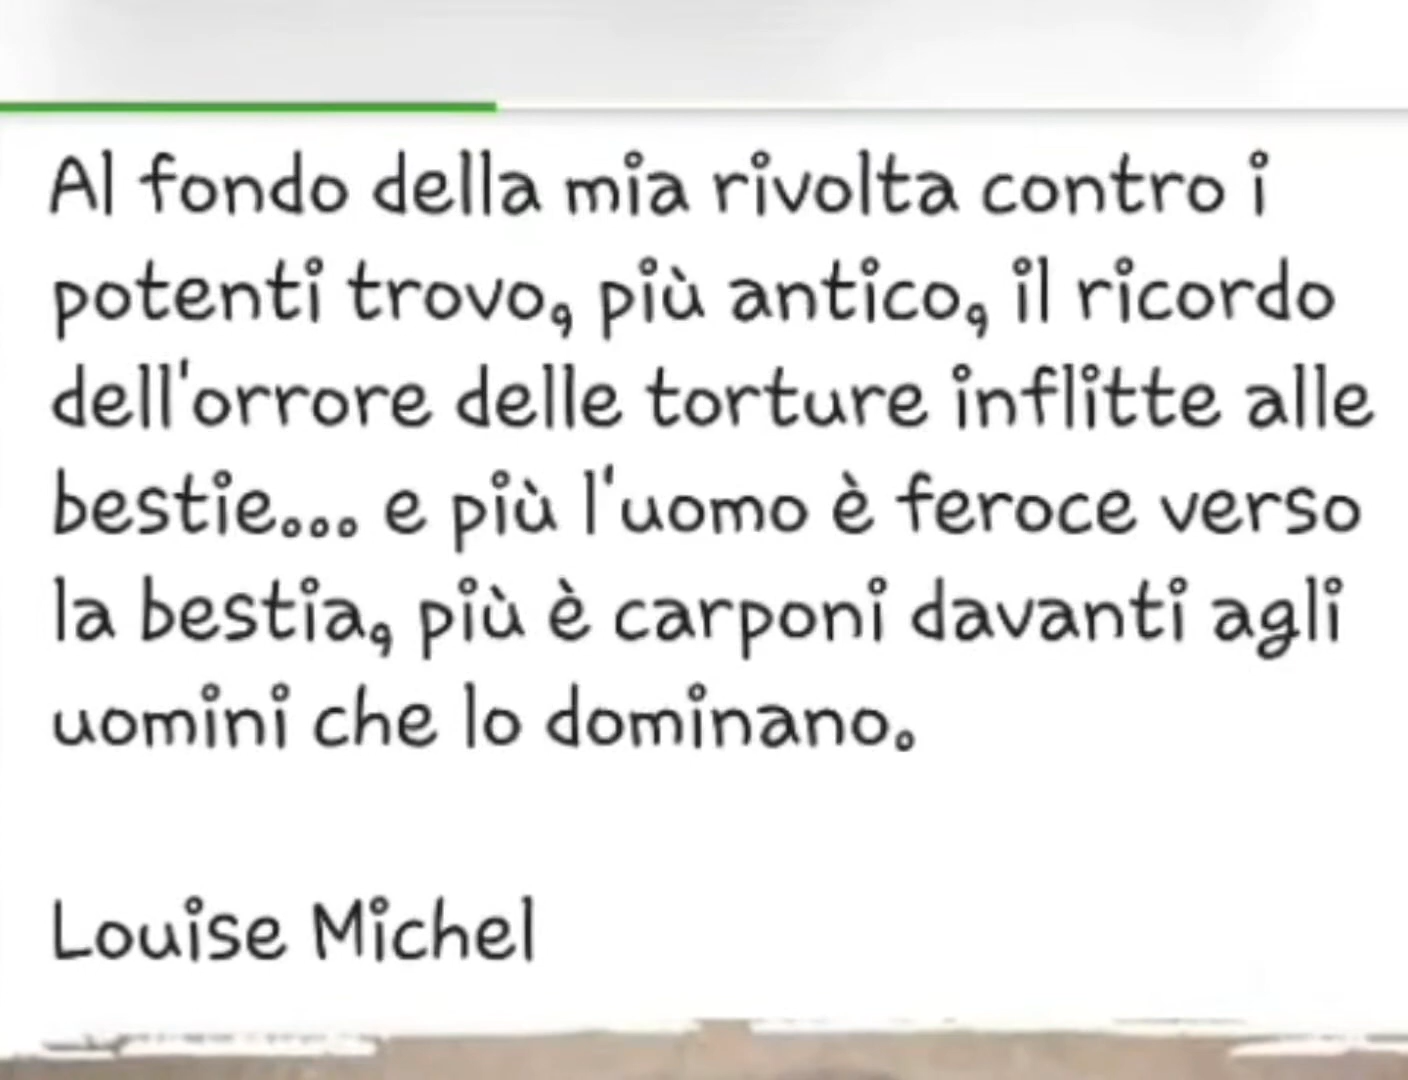 Al fondo della mia rivolta contro i
potenti trovo, più antico, il ricordo
dell'orrore delle torture inflitte alle
bestie... e più l'uomo è feroce verso
la bestia, più è carponi davanti agli
uomini che lo dominano.
Louise Michel